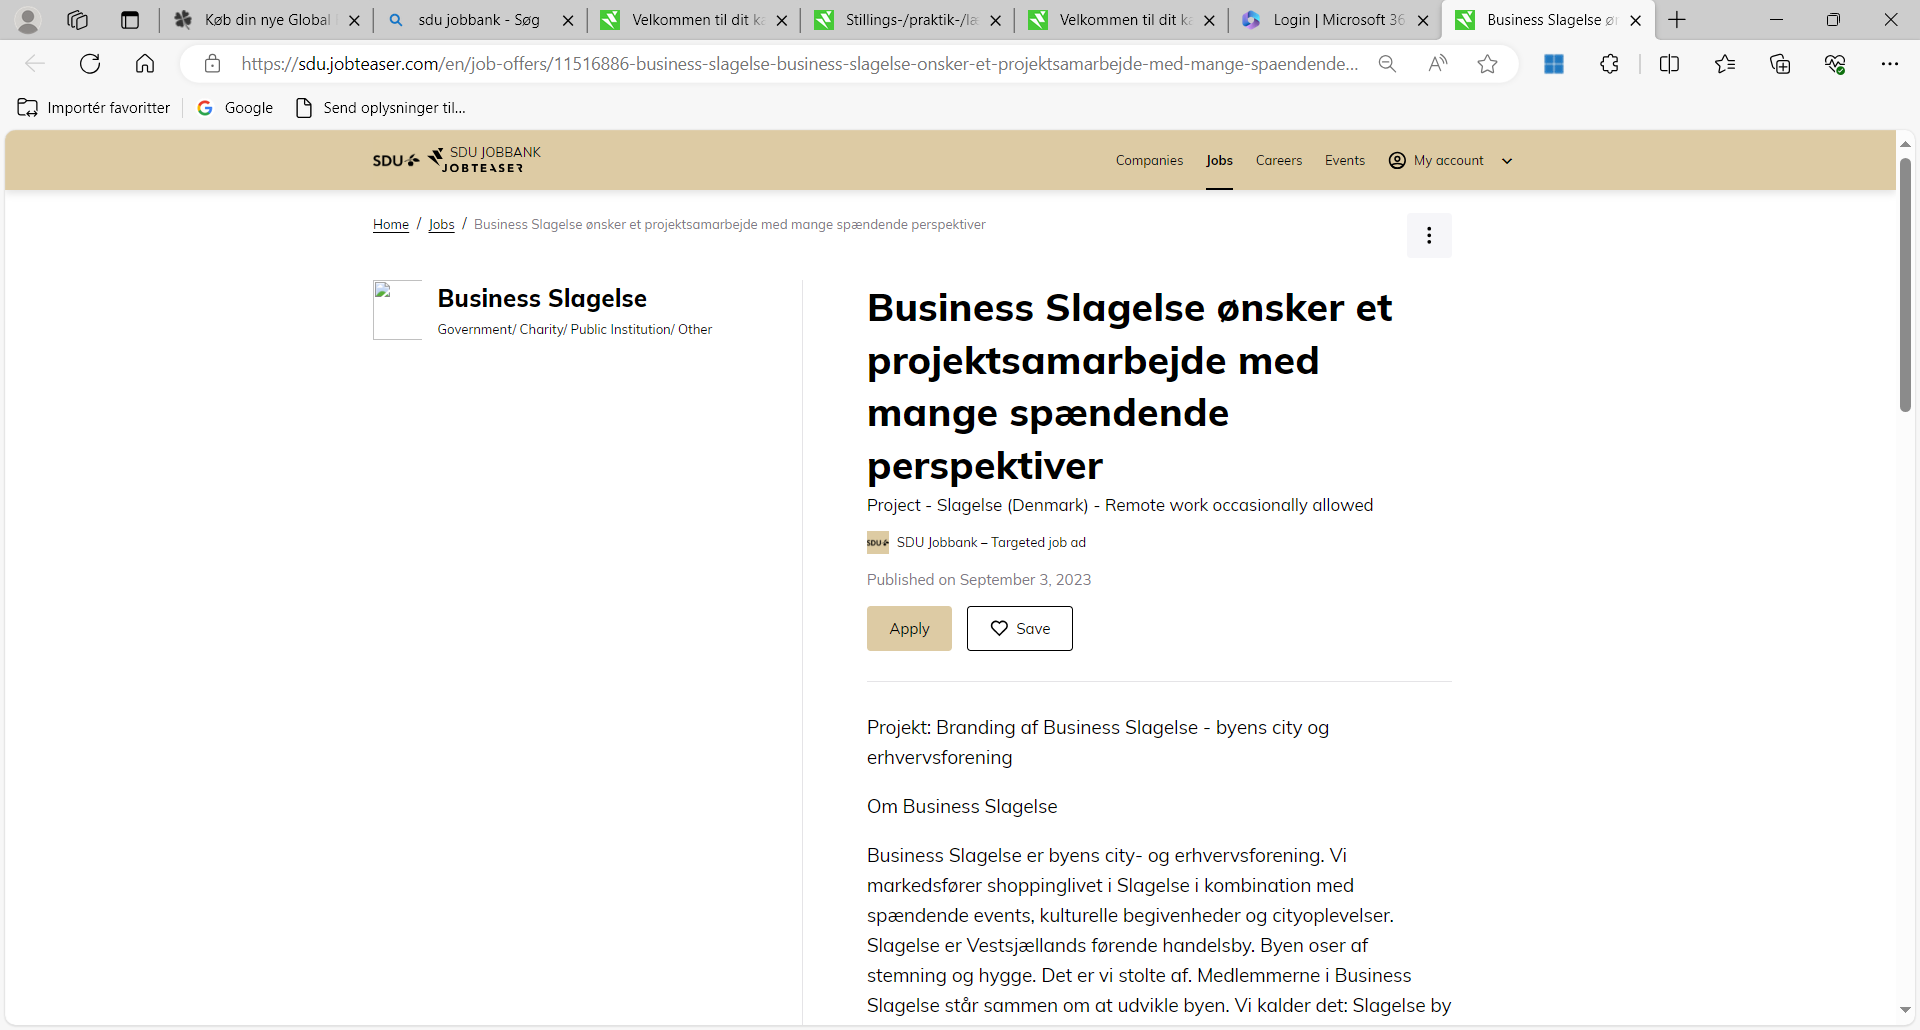 Køb din nye Global
sdu jobbank - Søg
Velkommen til dit ka
Stillings-/praktik-/la
Velkommen til dit ka
Login | Microsoft 36
Business Slagelse øn
https://sdu.jobteaser.com/en/job-offers/11516886-business-slagelse-business-slagelse-onsker-et-projektsamarbejde-med-mange-spaendende...
Importér favoritter
Google
Send oplysninger til...
SDU
SDU JOBBANK
JOBTEASER
Companies
Jobs
Careers
Events
My account
Home / Jobs / Business Slagelse ønsker et projektsamarbejde med mange spændende perspektiver
Business Slagelse
Government/ Charity/ Public Institution/ Other
Business Slagelse ønsker et
projektsamarbejde med
mange spændende
perspektiver
Project - Slagelse (Denmark) - Remote work occasionally allowed
SDU SDU Jobbank – Targeted job ad
Published on September 3, 2023
Apply
Save
Projekt: Branding af Business Slagelse - byens city og
erhvervsforening
Om Business Slagelse
Business Slagelse er byens city- og erhvervsforening. Vi
markedsfører shoppinglivet i Slagelse i kombination med
spændende events, kulturelle begivenheder og cityoplevelser.
Slagelse er Vestsjællands førende handelsby. Byen oser af
stemning og hygge. Det er vi stolte af. Medlemmerne i Business
Slagelse står sammen om at udvikle byen. Vi kalder det: Slagelse by